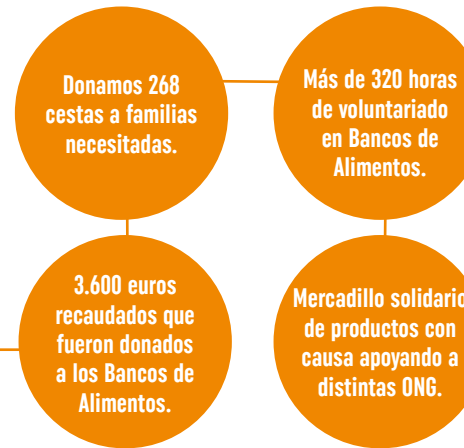 Donamos 268
cestas a familias
necesitadas.
Más de 320 horas
de voluntariado
en Bancos de
Alimentos.
3.600 euros
recaudados que
fueron donados
a los Bancos de
Alimentos.
Mercadillo solidario
de productos con
causa apoyando a
distintas ONG.